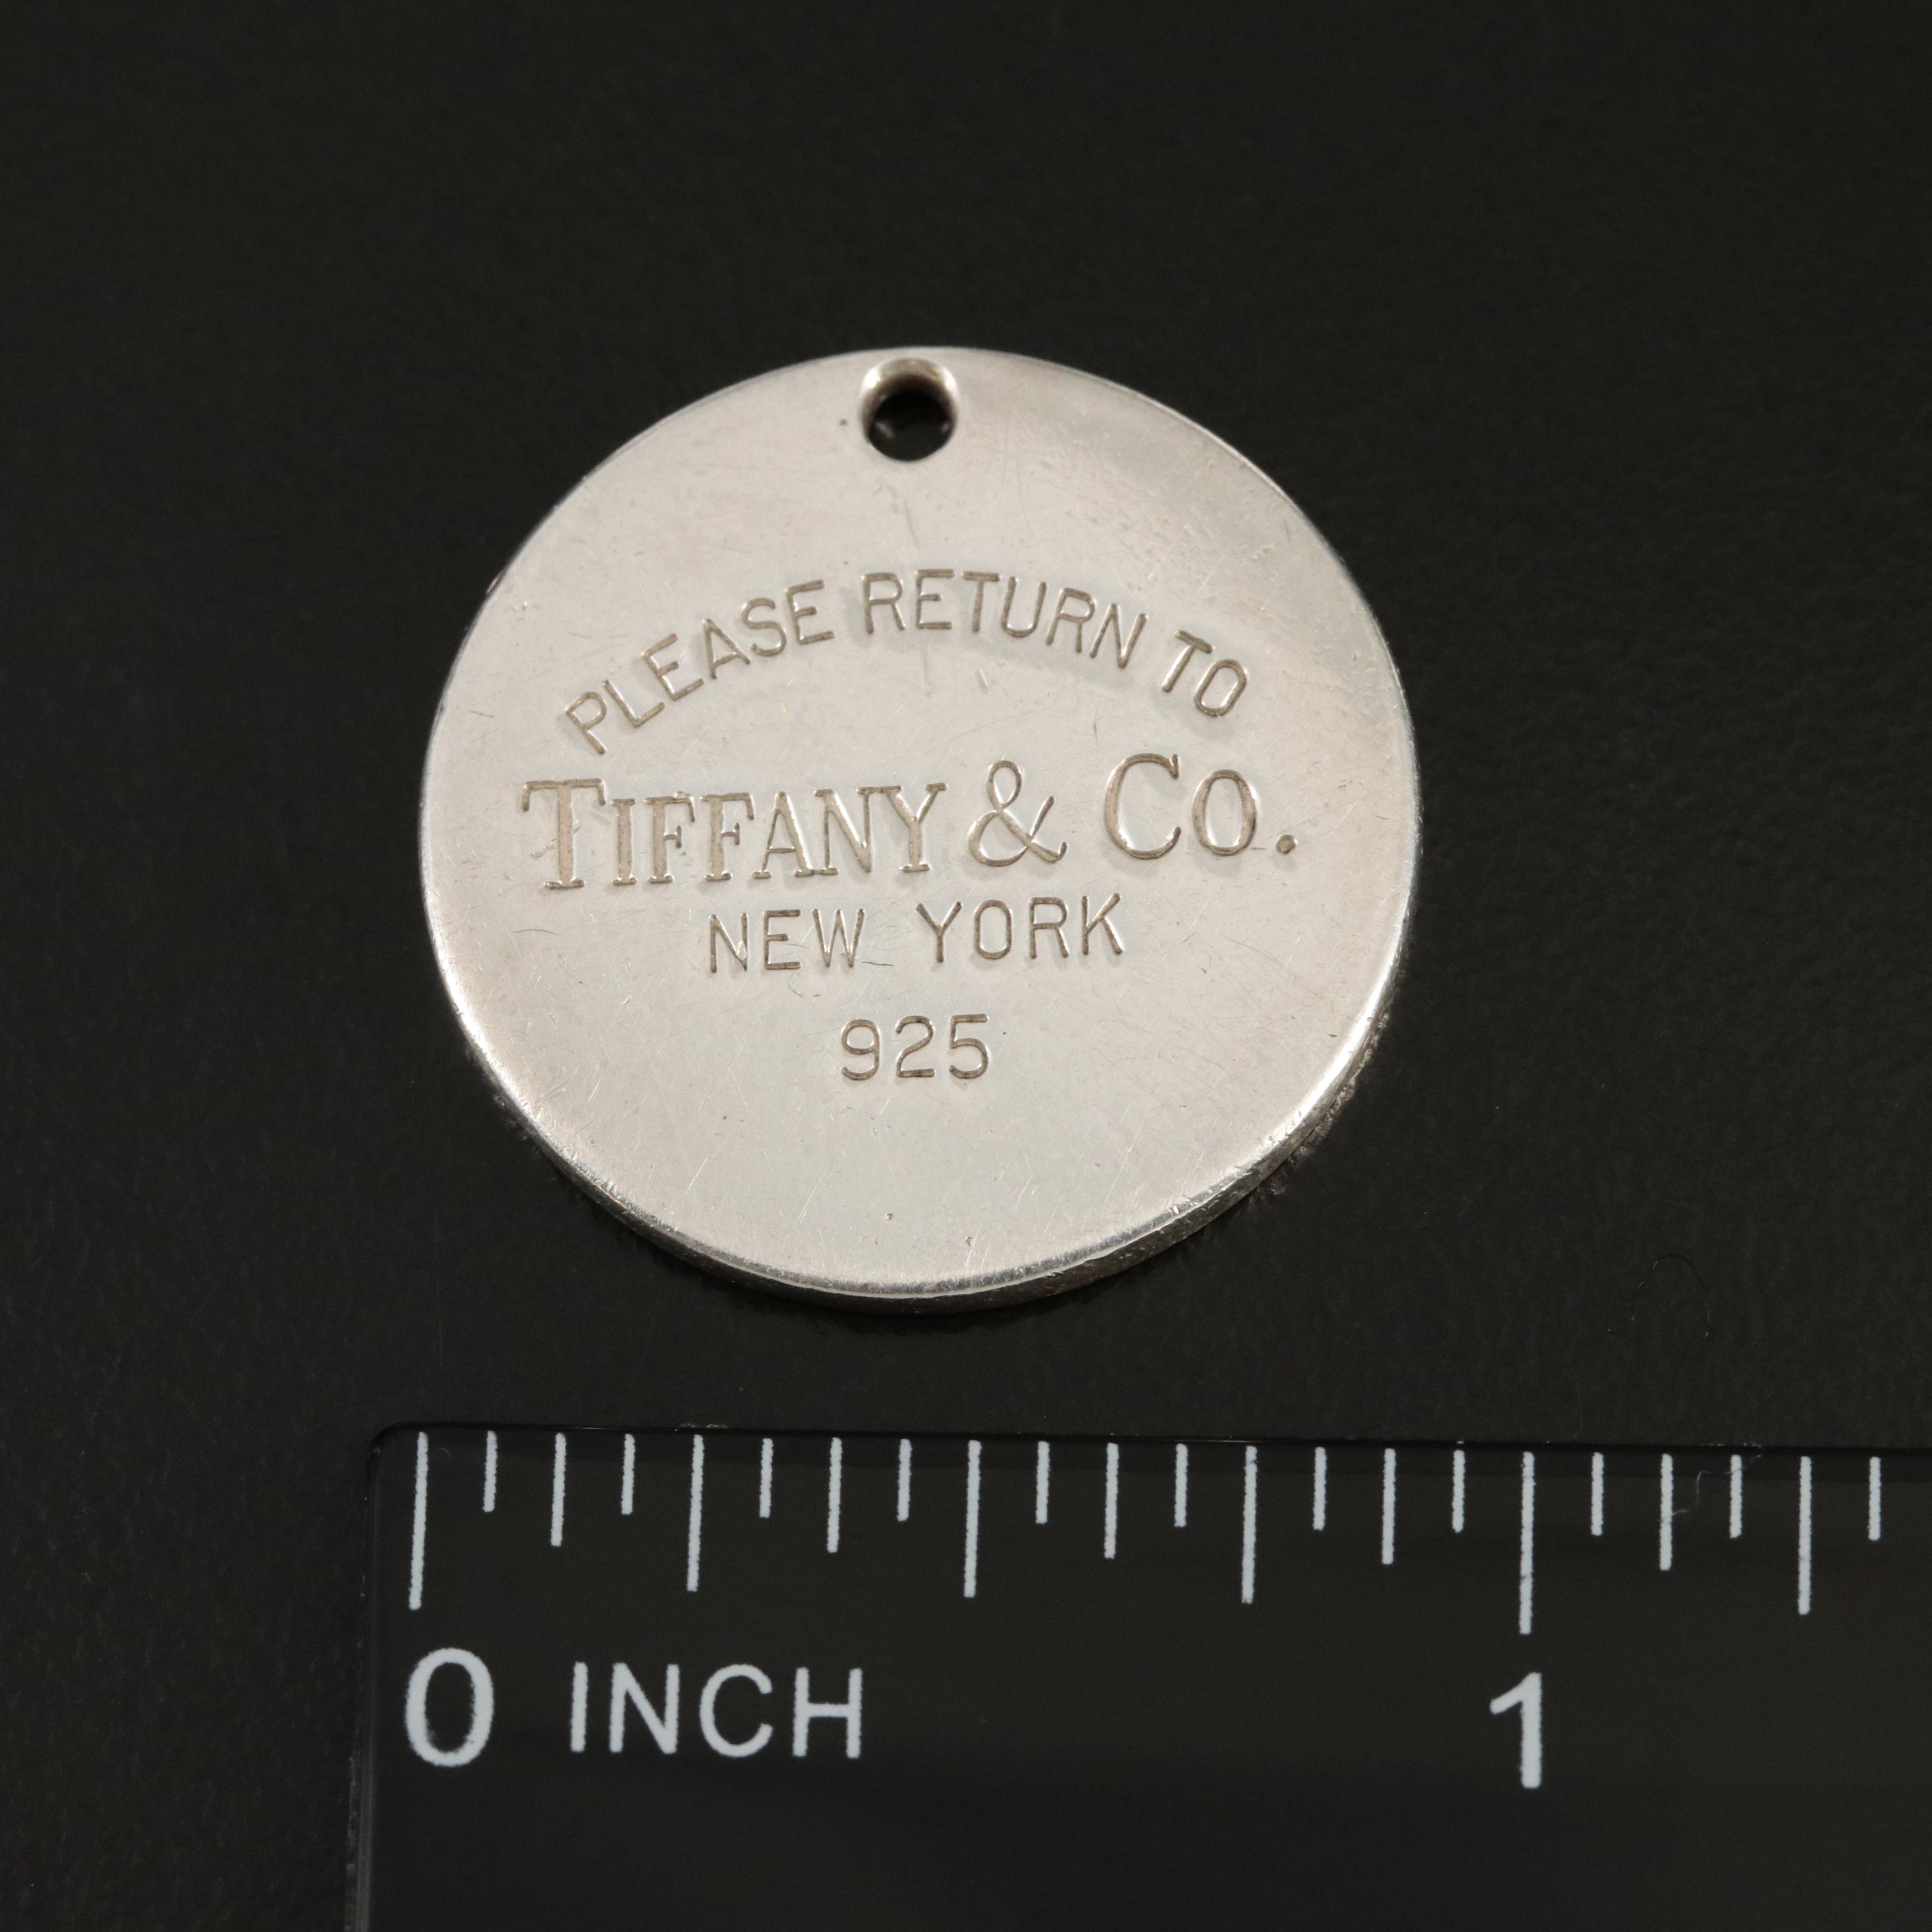 PLEASE RETURN TO
TIFFANY & CO.
NEW YORK
925
0 INCH 1